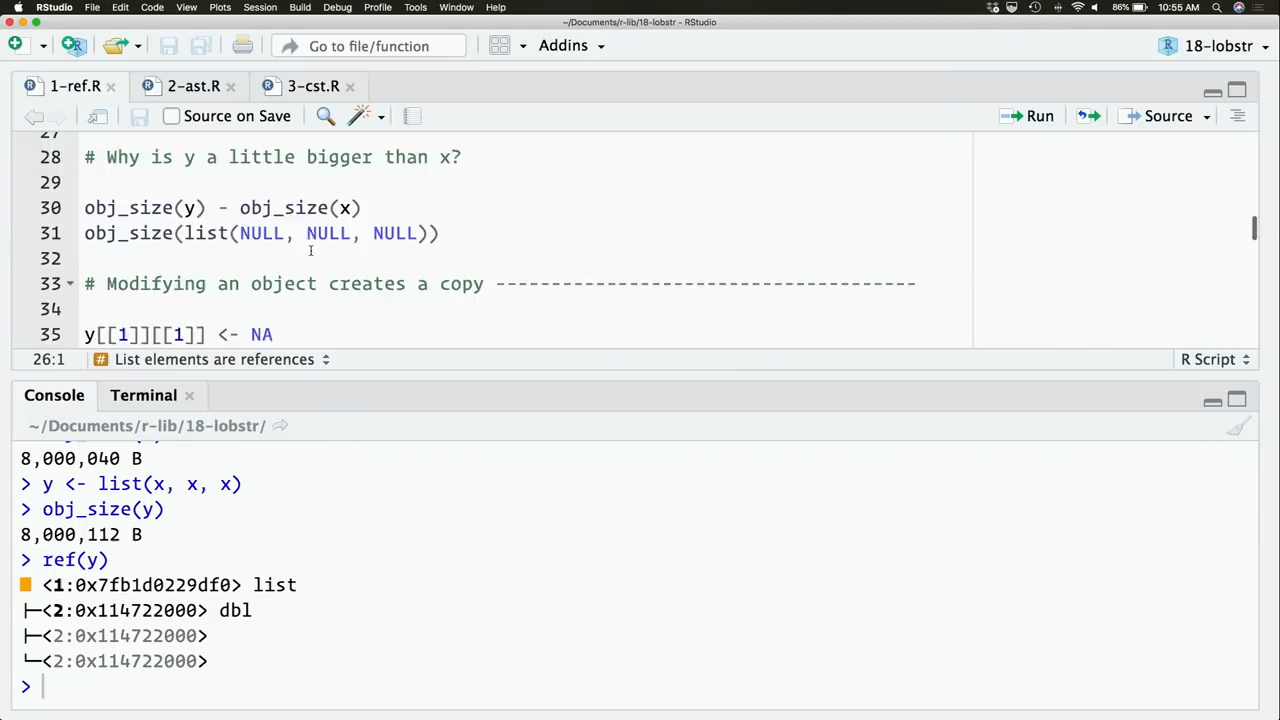 RStudio File Edit Code View Plots Session Build Debug Profile Tools Window Help 86% 10:55 AM
~/Documents/r-lib/18-lobstr - RStudio
Go to file/function Addins 18-lobstr
1-ref.R 2-ast.R 3-cst.R
Source on Save Run Source
27
28 # Why is y a little bigger than x?
29
30 obj_size(y) - obj_size(x)
31 obj_size(list(NULL, NULL, NULL))
32
33 # Modifying an object creates a copy --------------------------------------
34
35 y[[1]][[1]] <- NA
26:1 # List elements are references R Script
Console Terminal
~/Documents/r-lib/18-lobstr/
8,000,040 B
> y <- list(x, x, x)
> obj_size(y)
8,000,112 B
> ref(y)
<1:0x7fb1d0229df0> list
├─<2:0x114722000> dbl
├─<2:0x114722000>
└─<2:0x114722000>
>